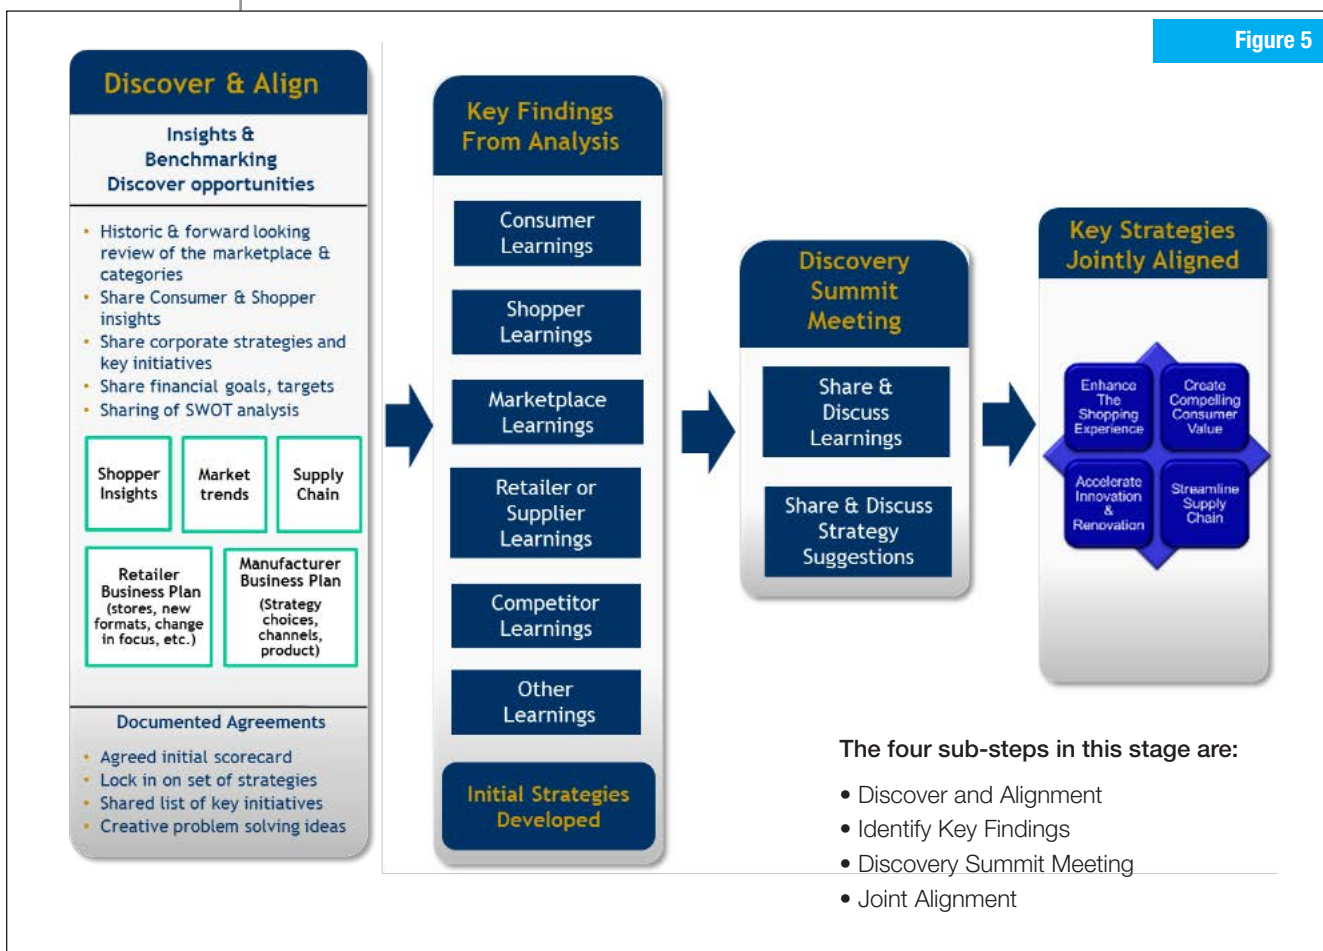 Figure 5
Discover & Align
Insights &
Benchmarking
Discover opportunities
• Historic & forward looking
review of the marketplace &
categories
• Share Consumer & Shopper
insights
• Share corporate strategies and
key initiatives
• Share financial goals, targets
• Sharing of SWOT analysis
Shopper
Insights
Market
trends
Supply
Chain
Retailer
Business Plan
(stores, new
formats, change
in focus, etc.)
Manufacturer
Business Plan
(Strategy
choices,
channels,
product)
Documented Agreements
• Agreed initial scorecard
• Lock in on set of strategies
• Shared list of key initiatives
• Creative problem solving ideas
Key Findings
From Analysis
Consumer
Learnings
Shopper
Learnings
Marketplace
Learnings
Retailer or
Supplier
Learnings
Competitor
Learnings
Other
Learnings
Initial Strategies
Developed
Discovery
Summit
Meeting
Share &
Discuss
Learnings
Share & Discuss
Strategy
Suggestions
Key Strategies
Jointly Aligned
Enhance
The
Shopping
Experience
Create
Compelling
Consumer
Value
Accelerate
Innovation
&
Renovation
Streamline
Supply
Chain
The four sub-steps in this stage are:
• Discover and Alignment
• Identify Key Findings
• Discovery Summit Meeting
• Joint Alignment